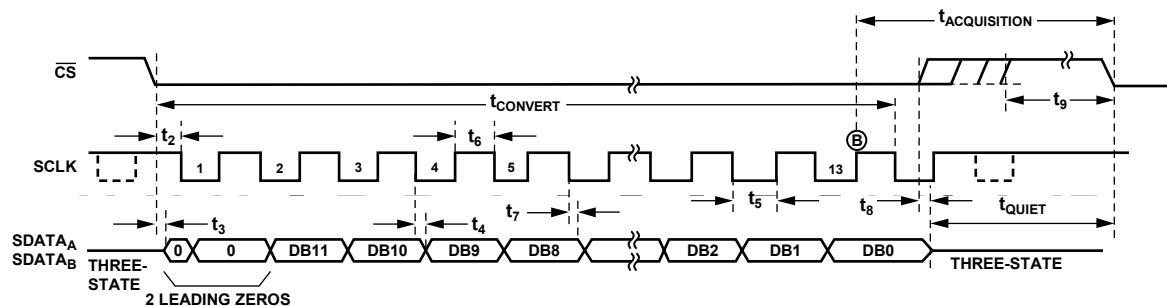 tACQUISITION
CS
tCONVERT
t9
t2
t6
B
SCLK
1 2 3 4 5 13
t3
t4
t7
t5
t8
tQUIET
SDATAA
SDATAB
0 0 DB11 DB10 DB9 DB8 DB2 DB1 DB0
THREE-
STATE
THREE-STATE
2 LEADING ZEROS